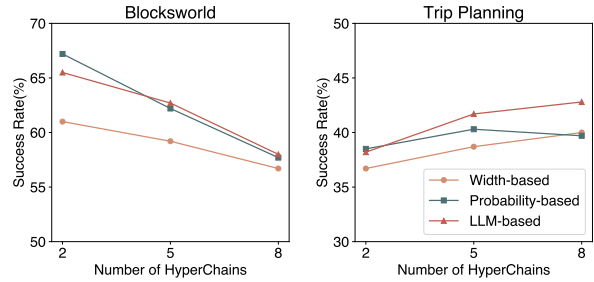 Blocksworld
70
65
60
55
50
Success Rate(%)
2
5
8
Number of HyperChains
Trip Planning
50
45
40
35
30
Success Rate(%)
Width-based
Probability-based
LLM-based
2
5
8
Number of HyperChains